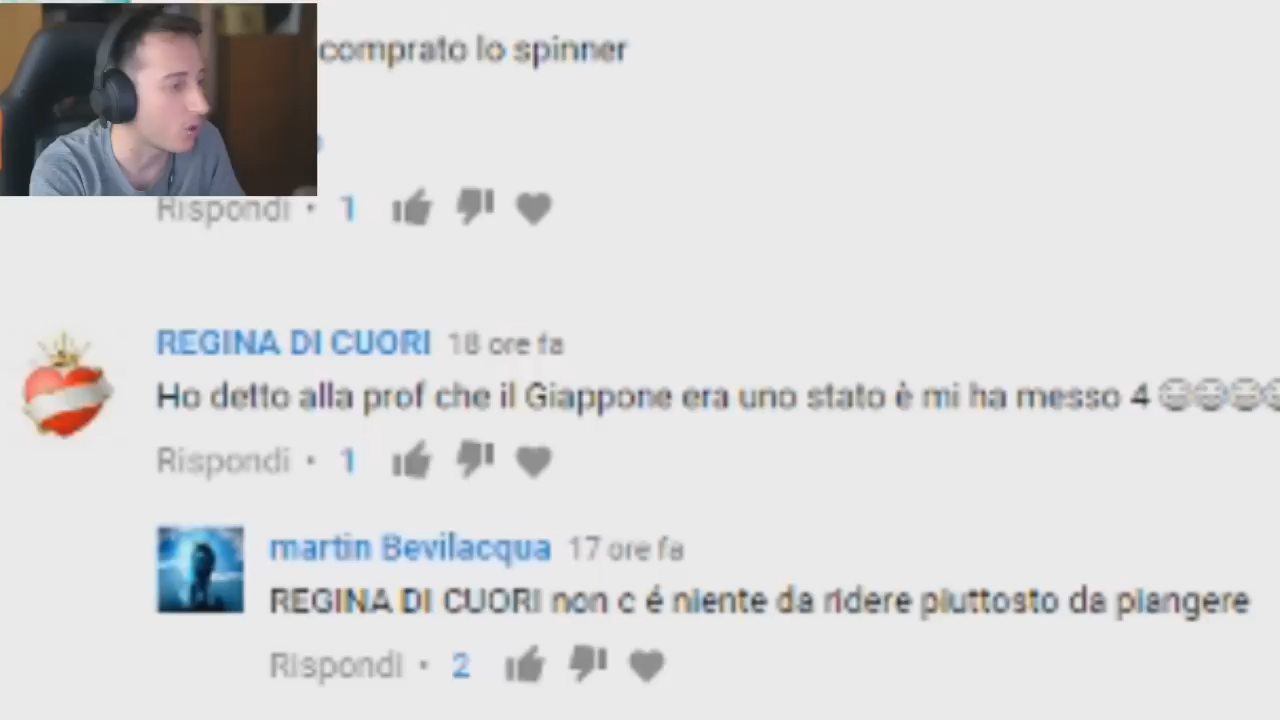 comprato lo spinner
Rispondi • 1
REGINA DI CUORI 18 ore fa
Ho detto alla prof che il Giappone era uno stato è mi ha messo 4 😀😀😀😀
Rispondi • 1
martin Bevilacqua 17 ore fa
REGINA DI CUORI non c é niente da ridere piuttosto da piangere
Rispondi • 2